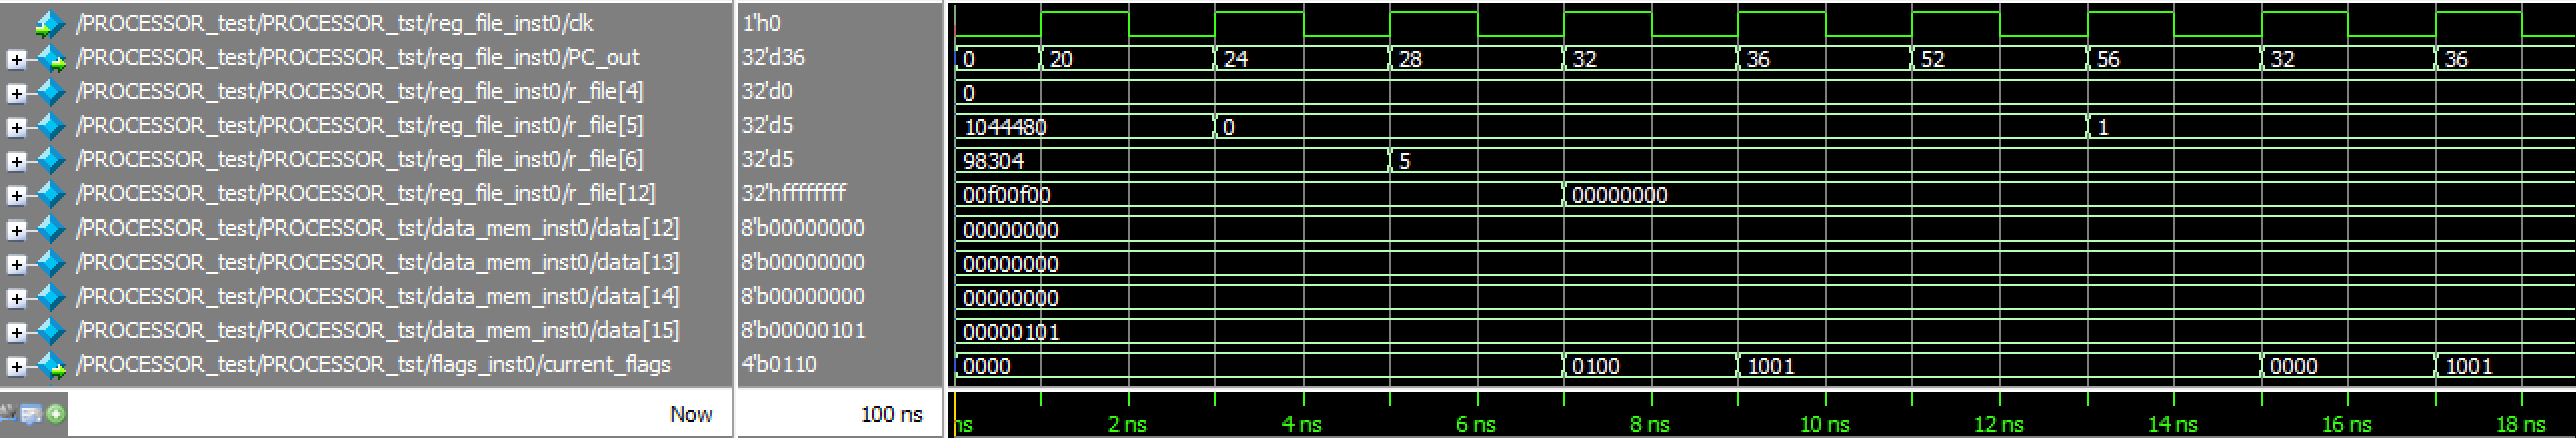 /PROCESSOR_test/PROCESSOR_tst/reg_file_inst0/clk 1'h0
/PROCESSOR_test/PROCESSOR_tst/reg_file_inst0/PC_out 32'd36 0 20 24 28 32 36 52 56 32 36
/PROCESSOR_test/PROCESSOR_tst/reg_file_inst0/r_file[4] 32'd0 0
/PROCESSOR_test/PROCESSOR_tst/reg_file_inst0/r_file[5] 32'd5 1044480 0 1
/PROCESSOR_test/PROCESSOR_tst/reg_file_inst0/r_file[6] 32'd5 98304 5
/PROCESSOR_test/PROCESSOR_tst/reg_file_inst0/r_file[12] 32'hffffffff 00f00f00 00000000
/PROCESSOR_test/PROCESSOR_tst/data_mem_inst0/data[12] 8'b00000000 00000000
/PROCESSOR_test/PROCESSOR_tst/data_mem_inst0/data[13] 8'b00000000 00000000
/PROCESSOR_test/PROCESSOR_tst/data_mem_inst0/data[14] 8'b00000000 00000000
/PROCESSOR_test/PROCESSOR_tst/data_mem_inst0/data[15] 8'b00000101 00000101
/PROCESSOR_test/PROCESSOR_tst/flags_inst0/current_flags 4'b0110 0000 0100 1001 0000 1001
Now 100 ns ns 2 ns 4 ns 6 ns 8 ns 10 ns 12 ns 14 ns 16 ns 18 ns